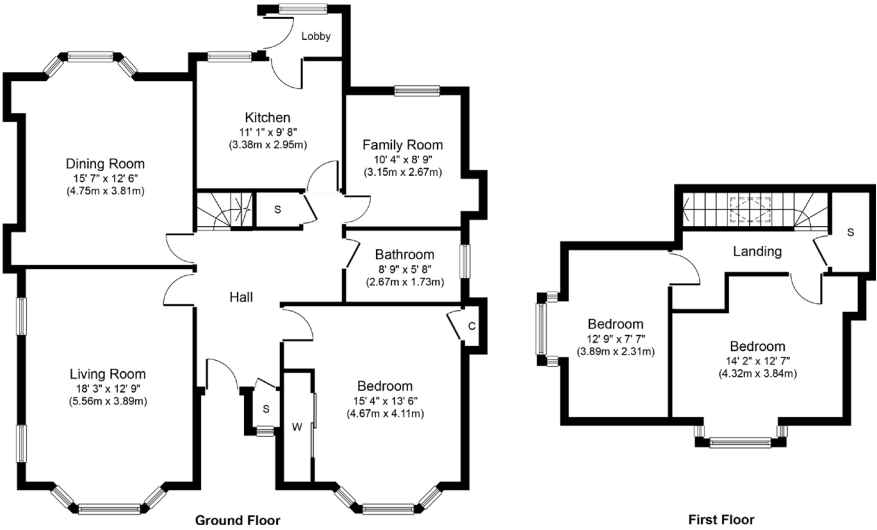 Lobby
Kitchen
11' 1" x 9' 8"
(3.38m x 2.95m)
Family Room
10' 4" x 8' 9"
(3.15m x 2.67m)
Dining Room
15' 7" x 12' 6"
(4.75m x 3.81m)
S
Bathroom
8' 9" x 5' 8"
(2.67m x 1.73m)
Hall
C
Living Room
18' 3" x 12' 9"
(5.56m x 3.89m)
Bedroom
15' 4" x 13' 6"
(4.67m x 4.11m)
S
W
Ground Floor
S
Landing
Bedroom
12' 9" x 7' 7"
(3.89m x 2.31m)
Bedroom
14' 2" x 12' 7"
(4.32m x 3.84m)
First Floor